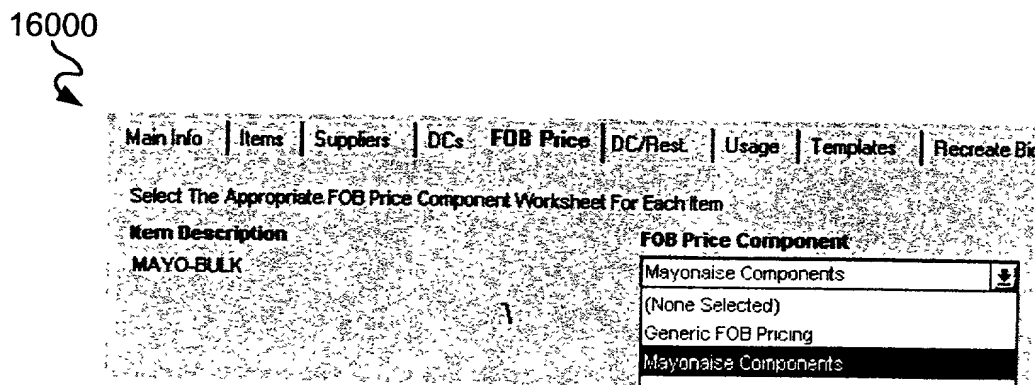 16000
Main Info Items Suppliers DCs FOB Price DC/Rest. Usage Templates Recreate Bid
Select The Appropriate FOB Price Component Worksheet For Each Item
Item Description
FOB Price Component
MAYO-BULK
Mayonaise Components
(None Selected)
Generic FOB Pricing
Mayonaise Components